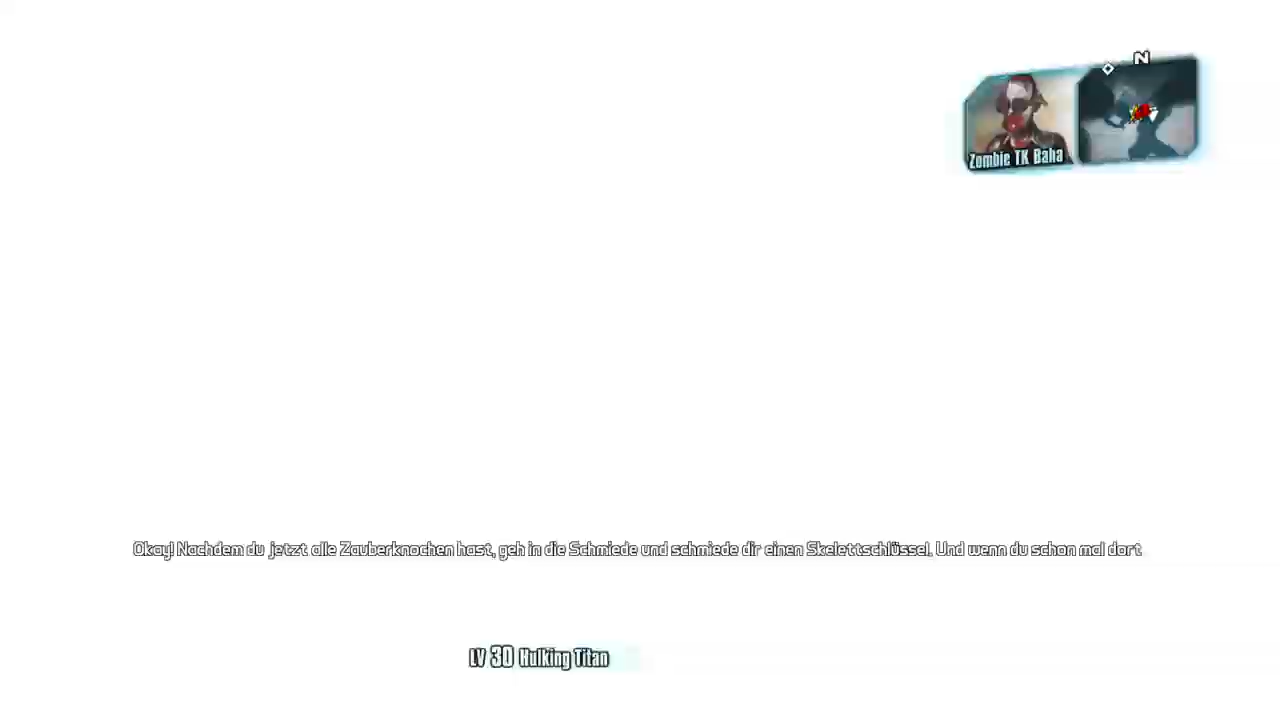 N
Zombie TK Baha
Okay! Nachdem du jetzt alle Zauberknochen hast, geh in die Schmiede und schmiede dir einen Skelettschlüssel. Und wenn du schon mal dort
LV 30 Hulking Titan